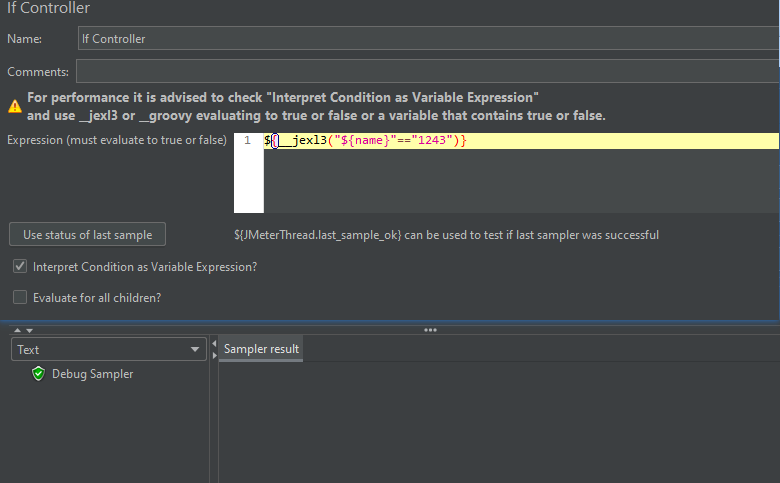 If Controller
Name: If Controller
Comments:
For performance it is advised to check "Interpret Condition as Variable Expression"
and use __jexl3 or __groovy evaluating to true or false or a variable that contains true or false.
Expression (must evaluate to true or false) 1 ${__jexl3("${name}"=="1243")}
Use status of last sample ${JMeterThread.last_sample_ok} can be used to test if last sampler was successful
Interpret Condition as Variable Expression?
Evaluate for all children?
Text
Sampler result
Debug Sampler